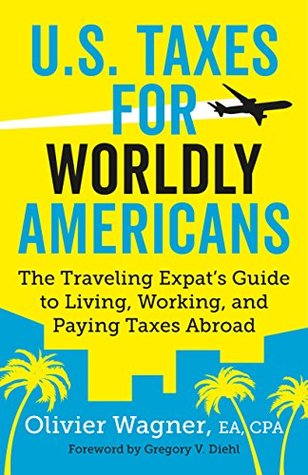 U.S. TAXES
FOR
WORLDLY
AMERICANS
The Traveling Expat's Guide
to Living, Working, and
Paying Taxes Abroad
Olivier Wagner, EA, CPA
Foreword by Gregory V. Diehl